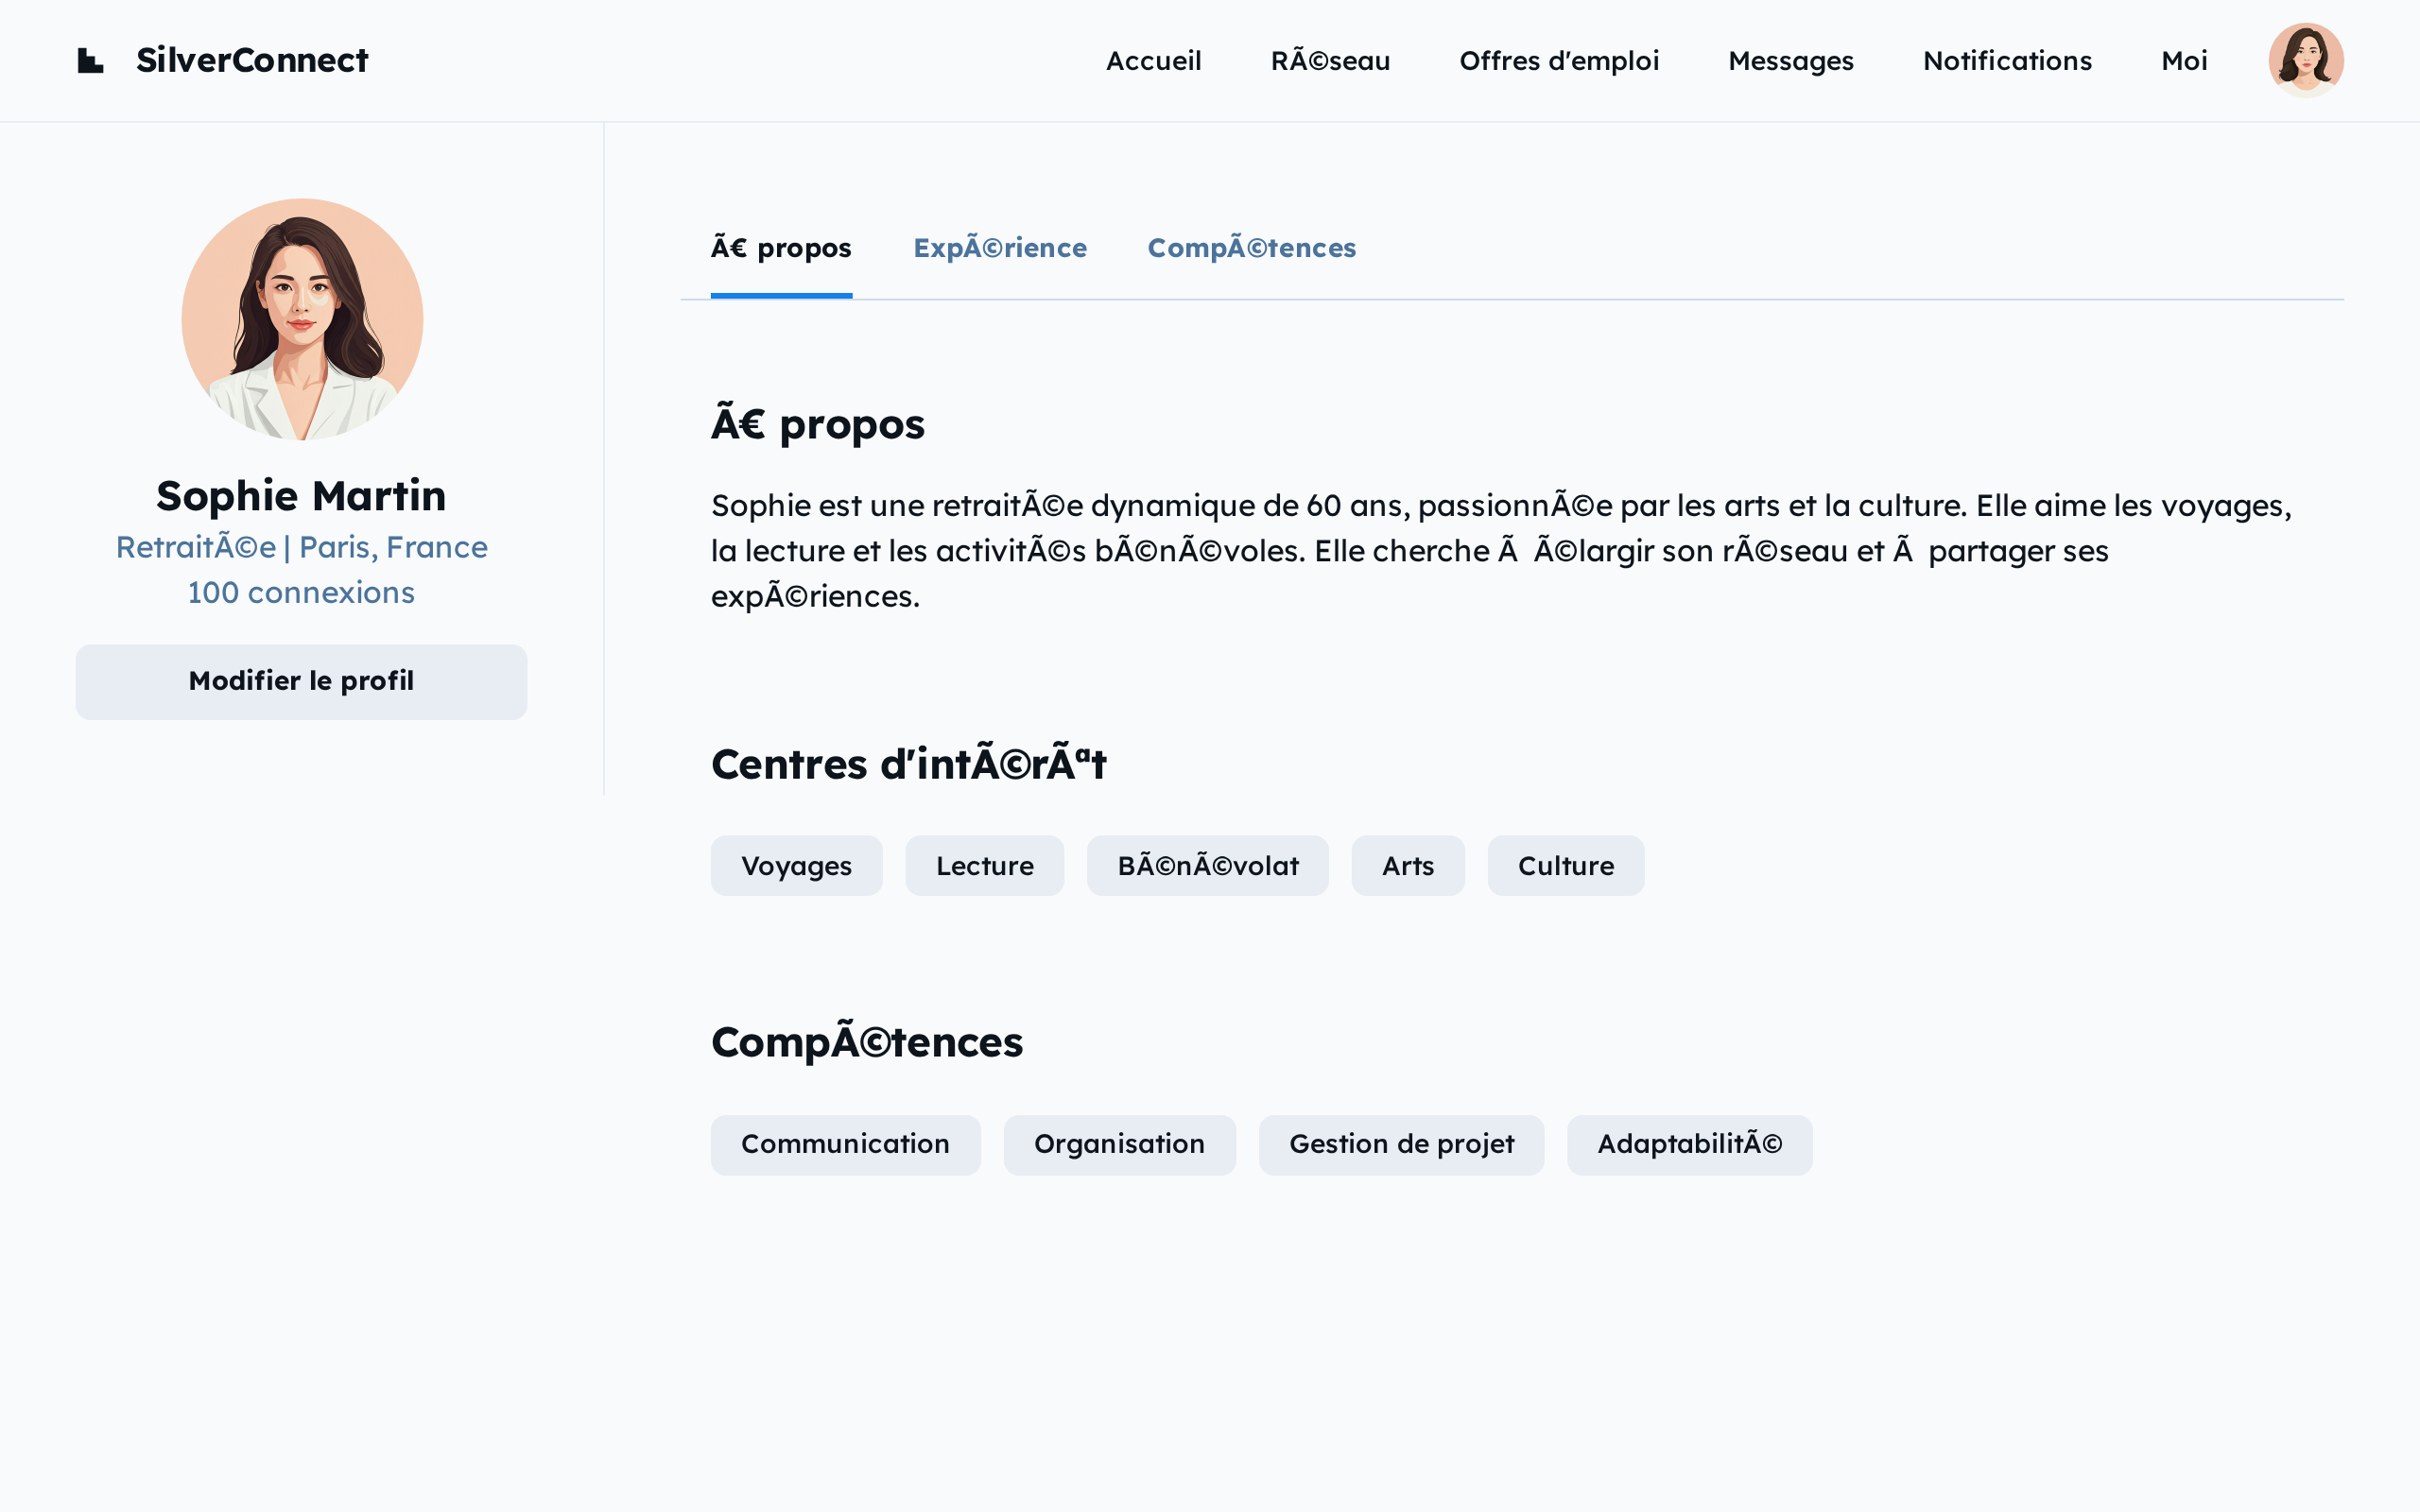 SilverConnect
Accueil
RÃ©seau
Offres d'emploi
Messages
Notifications
Moi
Sophie Martin
RetraitÃ©e | Paris, France
100 connexions
Modifier le profil
Ã€ propos
ExpÃ©rience
CompÃ©tences
Ã€ propos
Sophie est une retraitÃ©e dynamique de 60 ans, passionnÃ©e par les arts et la culture. Elle aime les voyages,
la lecture et les activitÃ©s bÃ©nÃ©voles. Elle cherche Ã  Ã©largir son rÃ©seau et Ã  partager ses
expÃ©riences.
Centres d'intÃ©rÃªt
Voyages
Lecture
BÃ©nÃ©volat
Arts
Culture
CompÃ©tences
Communication
Organisation
Gestion de projet
AdaptabilitÃ©